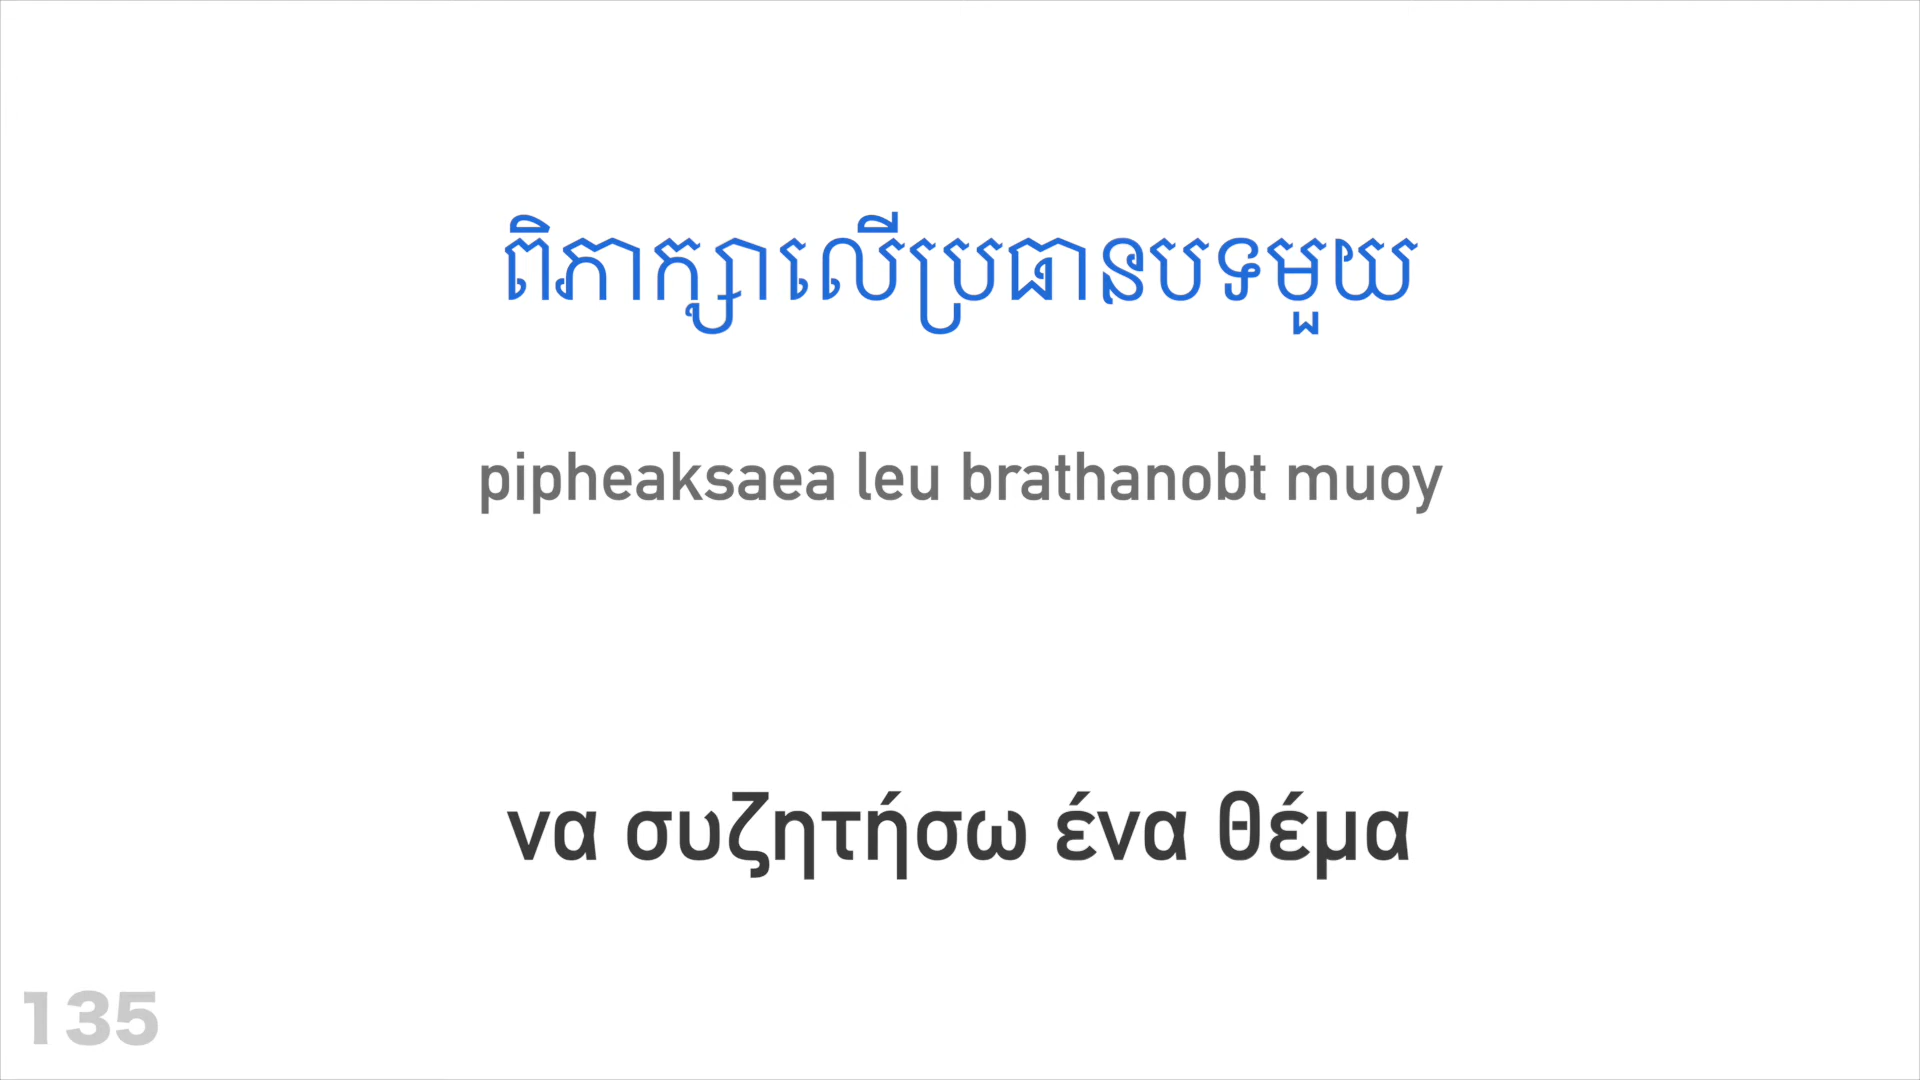 ពិភាក្សាលើប្រធានបទមួយ
pipheaksaea leu brathanobt muoy
να συζητήσω ένα θέμα
135